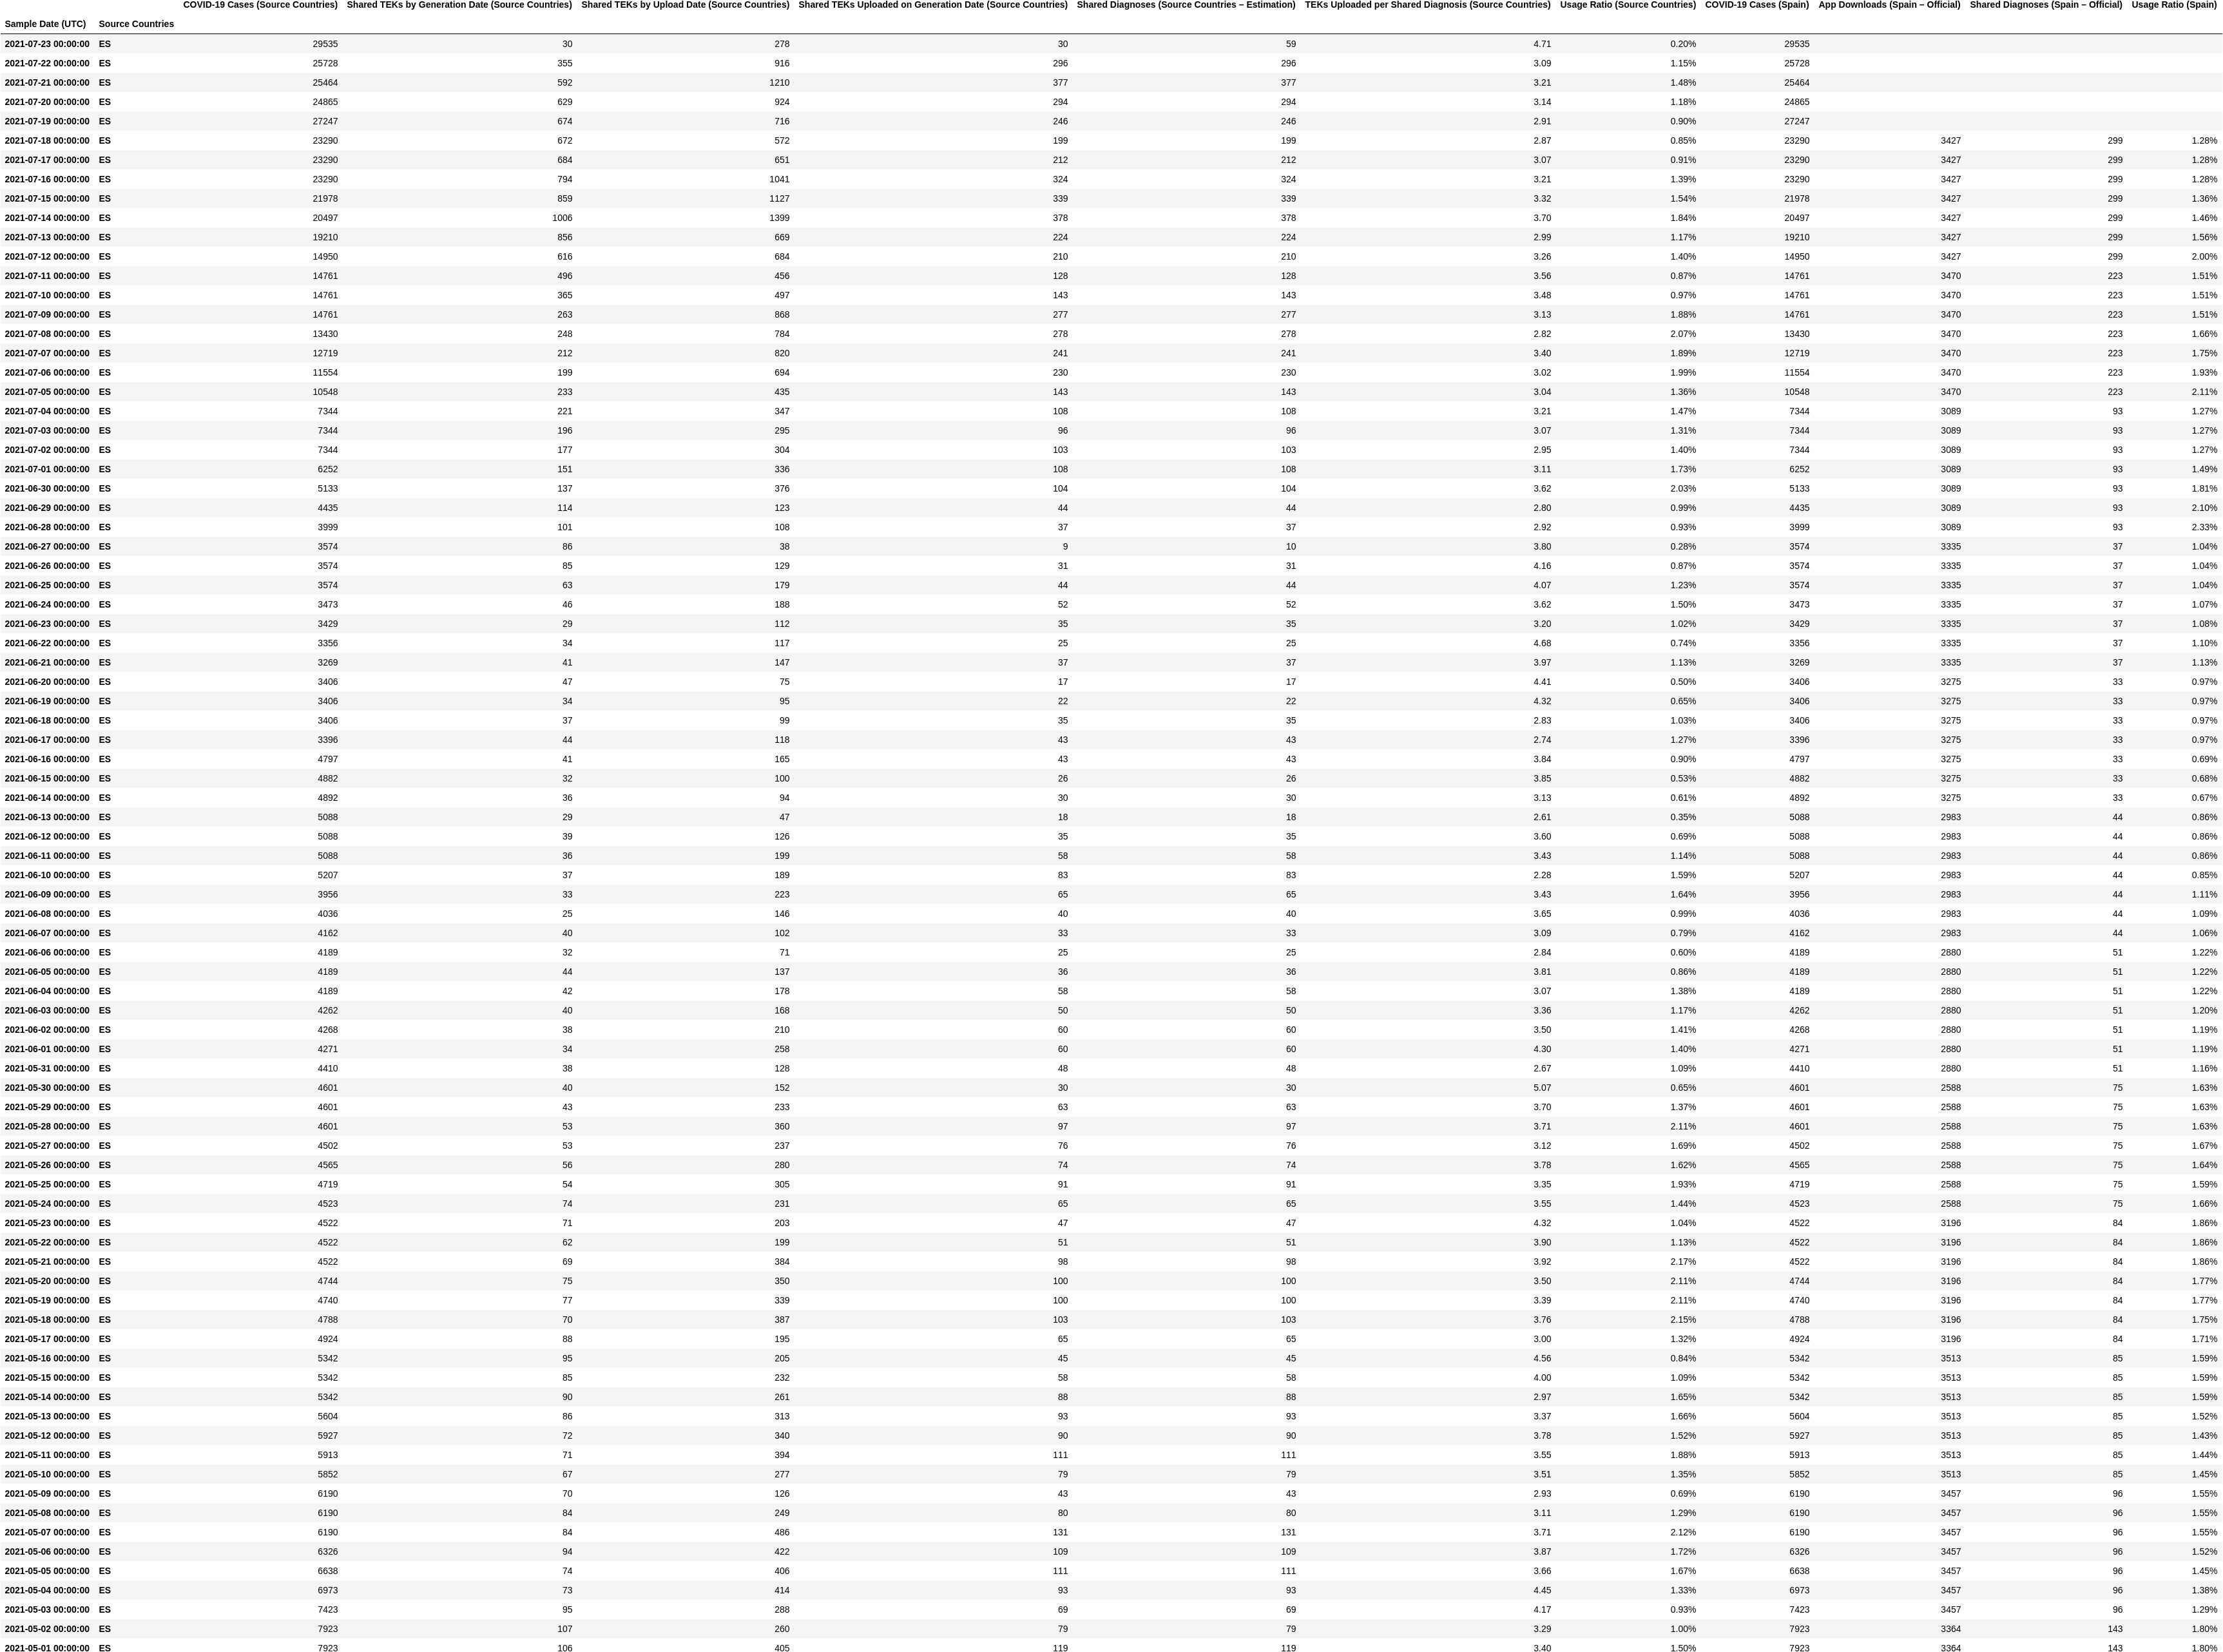 COVID-19 Cases (Source Countries) Shared TEKs by Generation Date (Source Countries) Shared TEKs by Upload Date (Source Countries) Shared TEKs Uploaded on Generation Date (Source Countries) Shared Diagnoses (Source Countries – Estimation) TEKs Uploaded per Shared Diagnosis (Source Countries) Usage Ratio (Source Countries) COVID-19 Cases (Spain) App Downloads (Spain – Official) Shared Diagnoses (Spain – Official) Usage Ratio (Spain)
Sample Date (UTC) Source Countries
2021-07-23 00:00:00 ES 29535 30 278 30 59 4.71 0.20% 29535
2021-07-22 00:00:00 ES 25728 355 916 296 296 3.09 1.15% 25728
2021-07-21 00:00:00 ES 25464 592 1210 377 377 3.21 1.48% 25464
2021-07-20 00:00:00 ES 24865 629 924 294 294 3.14 1.18% 24865
2021-07-19 00:00:00 ES 27247 674 716 246 246 2.91 0.90% 27247
2021-07-18 00:00:00 ES 23290 672 572 199 199 2.87 0.85% 23290 3427 299 1.28%
2021-07-17 00:00:00 ES 23290 684 651 212 212 3.07 0.91% 23290 3427 299 1.28%
2021-07-16 00:00:00 ES 23290 794 1041 324 324 3.21 1.39% 23290 3427 299 1.28%
2021-07-15 00:00:00 ES 21978 859 1127 339 339 3.32 1.54% 21978 3427 299 1.36%
2021-07-14 00:00:00 ES 20497 1006 1399 378 378 3.70 1.84% 20497 3427 299 1.46%
2021-07-13 00:00:00 ES 19210 856 669 224 224 2.99 1.17% 19210 3427 299 1.56%
2021-07-12 00:00:00 ES 14950 616 684 210 210 3.26 1.40% 14950 3427 299 2.00%
2021-07-11 00:00:00 ES 14761 496 456 128 128 3.56 0.87% 14761 3470 223 1.51%
2021-07-10 00:00:00 ES 14761 365 497 143 143 3.48 0.97% 14761 3470 223 1.51%
2021-07-09 00:00:00 ES 14761 263 868 277 277 3.13 1.88% 14761 3470 223 1.51%
2021-07-08 00:00:00 ES 13430 248 784 278 278 2.82 2.07% 13430 3470 223 1.66%
2021-07-07 00:00:00 ES 12719 212 820 241 241 3.40 1.89% 12719 3470 223 1.75%
2021-07-06 00:00:00 ES 11554 199 694 230 230 3.02 1.99% 11554 3470 223 1.93%
2021-07-05 00:00:00 ES 10548 233 435 143 143 3.04 1.36% 10548 3470 223 2.11%
2021-07-04 00:00:00 ES 7344 221 347 108 108 3.21 1.47% 7344 3089 93 1.27%
2021-07-03 00:00:00 ES 7344 196 295 96 96 3.07 1.31% 7344 3089 93 1.27%
2021-07-02 00:00:00 ES 7344 177 304 103 103 2.95 1.40% 7344 3089 93 1.27%
2021-07-01 00:00:00 ES 6252 151 336 108 108 3.11 1.73% 6252 3089 93 1.49%
2021-06-30 00:00:00 ES 5133 137 376 104 104 3.62 2.03% 5133 3089 93 1.81%
2021-06-29 00:00:00 ES 4435 114 123 44 44 2.80 0.99% 4435 3089 93 2.10%
2021-06-28 00:00:00 ES 3999 101 108 37 37 2.92 0.93% 3999 3089 93 2.33%
2021-06-27 00:00:00 ES 3574 86 38 9 10 3.80 0.28% 3574 3335 37 1.04%
2021-06-26 00:00:00 ES 3574 85 129 31 31 4.16 0.87% 3574 3335 37 1.04%
2021-06-25 00:00:00 ES 3574 63 179 44 44 4.07 1.23% 3574 3335 37 1.04%
2021-06-24 00:00:00 ES 3473 46 188 52 52 3.62 1.50% 3473 3335 37 1.07%
2021-06-23 00:00:00 ES 3429 29 112 35 35 3.20 1.02% 3429 3335 37 1.08%
2021-06-22 00:00:00 ES 3356 34 117 25 25 4.68 0.74% 3356 3335 37 1.10%
2021-06-21 00:00:00 ES 3269 41 147 37 37 3.97 1.13% 3269 3335 37 1.13%
2021-06-20 00:00:00 ES 3406 47 75 17 17 4.41 0.50% 3406 3275 33 0.97%
2021-06-19 00:00:00 ES 3406 34 95 22 22 4.32 0.65% 3406 3275 33 0.97%
2021-06-18 00:00:00 ES 3406 37 99 35 35 2.83 1.03% 3406 3275 33 0.97%
2021-06-17 00:00:00 ES 3396 44 118 43 43 2.74 1.27% 3396 3275 33 0.97%
2021-06-16 00:00:00 ES 4797 41 165 43 43 3.84 0.90% 4797 3275 33 0.69%
2021-06-15 00:00:00 ES 4882 32 100 26 26 3.85 0.53% 4882 3275 33 0.68%
2021-06-14 00:00:00 ES 4892 36 94 30 30 3.13 0.61% 4892 3275 33 0.67%
2021-06-13 00:00:00 ES 5088 29 47 18 18 2.61 0.35% 5088 2983 44 0.86%
2021-06-12 00:00:00 ES 5088 39 126 35 35 3.60 0.69% 5088 2983 44 0.86%
2021-06-11 00:00:00 ES 5088 36 199 58 58 3.43 1.14% 5088 2983 44 0.86%
2021-06-10 00:00:00 ES 5207 37 189 83 83 2.28 1.59% 5207 2983 44 0.85%
2021-06-09 00:00:00 ES 3956 33 223 65 65 3.43 1.64% 3956 2983 44 1.11%
2021-06-08 00:00:00 ES 4036 25 146 40 40 3.65 0.99% 4036 2983 44 1.09%
2021-06-07 00:00:00 ES 4162 40 102 33 33 3.09 0.79% 4162 2983 44 1.06%
2021-06-06 00:00:00 ES 4189 32 71 25 25 2.84 0.60% 4189 2880 51 1.22%
2021-06-05 00:00:00 ES 4189 44 137 36 36 3.81 0.86% 4189 2880 51 1.22%
2021-06-04 00:00:00 ES 4189 42 178 58 58 3.07 1.38% 4189 2880 51 1.22%
2021-06-03 00:00:00 ES 4262 40 168 50 50 3.36 1.17% 4262 2880 51 1.20%
2021-06-02 00:00:00 ES 4268 38 210 60 60 3.50 1.41% 4268 2880 51 1.19%
2021-06-01 00:00:00 ES 4271 34 258 60 60 4.30 1.40% 4271 2880 51 1.19%
2021-05-31 00:00:00 ES 4410 38 128 48 48 2.67 1.09% 4410 2880 51 1.16%
2021-05-30 00:00:00 ES 4601 40 152 30 30 5.07 0.65% 4601 2588 75 1.63%
2021-05-29 00:00:00 ES 4601 43 233 63 63 3.70 1.37% 4601 2588 75 1.63%
2021-05-28 00:00:00 ES 4601 53 360 97 97 3.71 2.11% 4601 2588 75 1.63%
2021-05-27 00:00:00 ES 4502 53 237 76 76 3.12 1.69% 4502 2588 75 1.67%
2021-05-26 00:00:00 ES 4565 56 280 74 74 3.78 1.62% 4565 2588 75 1.64%
2021-05-25 00:00:00 ES 4719 54 305 91 91 3.35 1.93% 4719 2588 75 1.59%
2021-05-24 00:00:00 ES 4523 74 231 65 65 3.55 1.44% 4523 2588 75 1.66%
2021-05-23 00:00:00 ES 4522 71 203 47 47 4.32 1.04% 4522 3196 84 1.86%
2021-05-22 00:00:00 ES 4522 62 199 51 51 3.90 1.13% 4522 3196 84 1.86%
2021-05-21 00:00:00 ES 4522 69 384 98 98 3.92 2.17% 4522 3196 84 1.86%
2021-05-20 00:00:00 ES 4744 75 350 100 100 3.50 2.11% 4744 3196 84 1.77%
2021-05-19 00:00:00 ES 4740 77 339 100 100 3.39 2.11% 4740 3196 84 1.77%
2021-05-18 00:00:00 ES 4788 70 387 103 103 3.76 2.15% 4788 3196 84 1.75%
2021-05-17 00:00:00 ES 4924 88 195 65 65 3.00 1.32% 4924 3196 84 1.71%
2021-05-16 00:00:00 ES 5342 95 205 45 45 4.56 0.84% 5342 3513 85 1.59%
2021-05-15 00:00:00 ES 5342 85 232 58 58 4.00 1.09% 5342 3513 85 1.59%
2021-05-14 00:00:00 ES 5342 90 261 88 88 2.97 1.65% 5342 3513 85 1.59%
2021-05-13 00:00:00 ES 5604 86 313 93 93 3.37 1.66% 5604 3513 85 1.52%
2021-05-12 00:00:00 ES 5927 72 340 90 90 3.78 1.52% 5927 3513 85 1.43%
2021-05-11 00:00:00 ES 5913 71 394 111 111 3.55 1.88% 5913 3513 85 1.44%
2021-05-10 00:00:00 ES 5852 67 277 79 79 3.51 1.35% 5852 3513 85 1.45%
2021-05-09 00:00:00 ES 6190 70 126 43 43 2.93 0.69% 6190 3457 96 1.55%
2021-05-08 00:00:00 ES 6190 84 249 80 80 3.11 1.29% 6190 3457 96 1.55%
2021-05-07 00:00:00 ES 6190 84 486 131 131 3.71 2.12% 6190 3457 96 1.55%
2021-05-06 00:00:00 ES 6326 94 422 109 109 3.87 1.72% 6326 3457 96 1.52%
2021-05-05 00:00:00 ES 6638 74 406 111 111 3.66 1.67% 6638 3457 96 1.45%
2021-05-04 00:00:00 ES 6973 73 414 93 93 4.45 1.33% 6973 3457 96 1.38%
2021-05-03 00:00:00 ES 7423 95 288 69 69 4.17 0.93% 7423 3457 96 1.29%
2021-05-02 00:00:00 ES 7923 107 260 79 79 3.29 1.00% 7923 3364 143 1.80%
2021-05-01 00:00:00 ES 7923 106 405 119 119 3.40 1.50% 7923 3364 143 1.80%